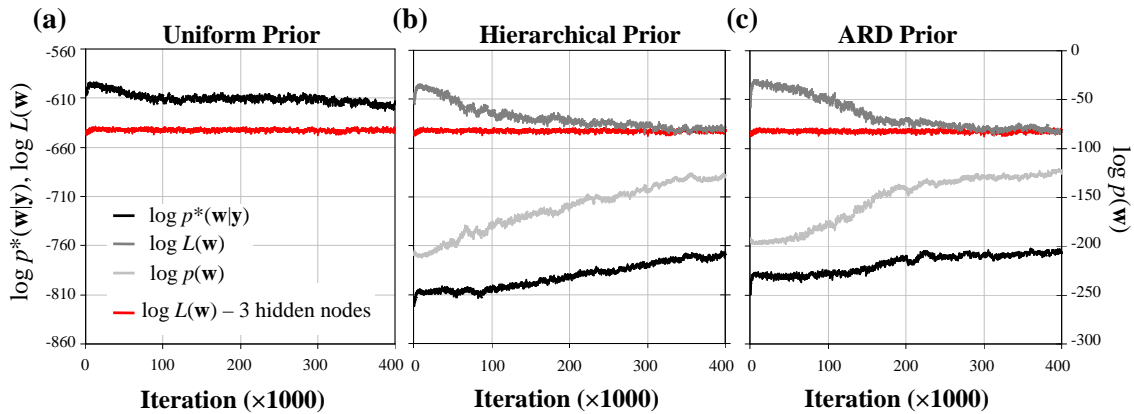 (a)
Uniform Prior
(b)
Hierarchical Prior
(c)
ARD Prior
log p*(w|y), log L(w)
-560
-610
-660
-710
-760
-810
-860
log p*(w|y)
log L(w)
log p(w)
log L(w) – 3 hidden nodes
0
-50
-100
-150
-200
-250
-300
log p(w)
0 100 200 300 400
0 100 200 300 400
0 100 200 300 400
Iteration (×1000)
Iteration (×1000)
Iteration (×1000)